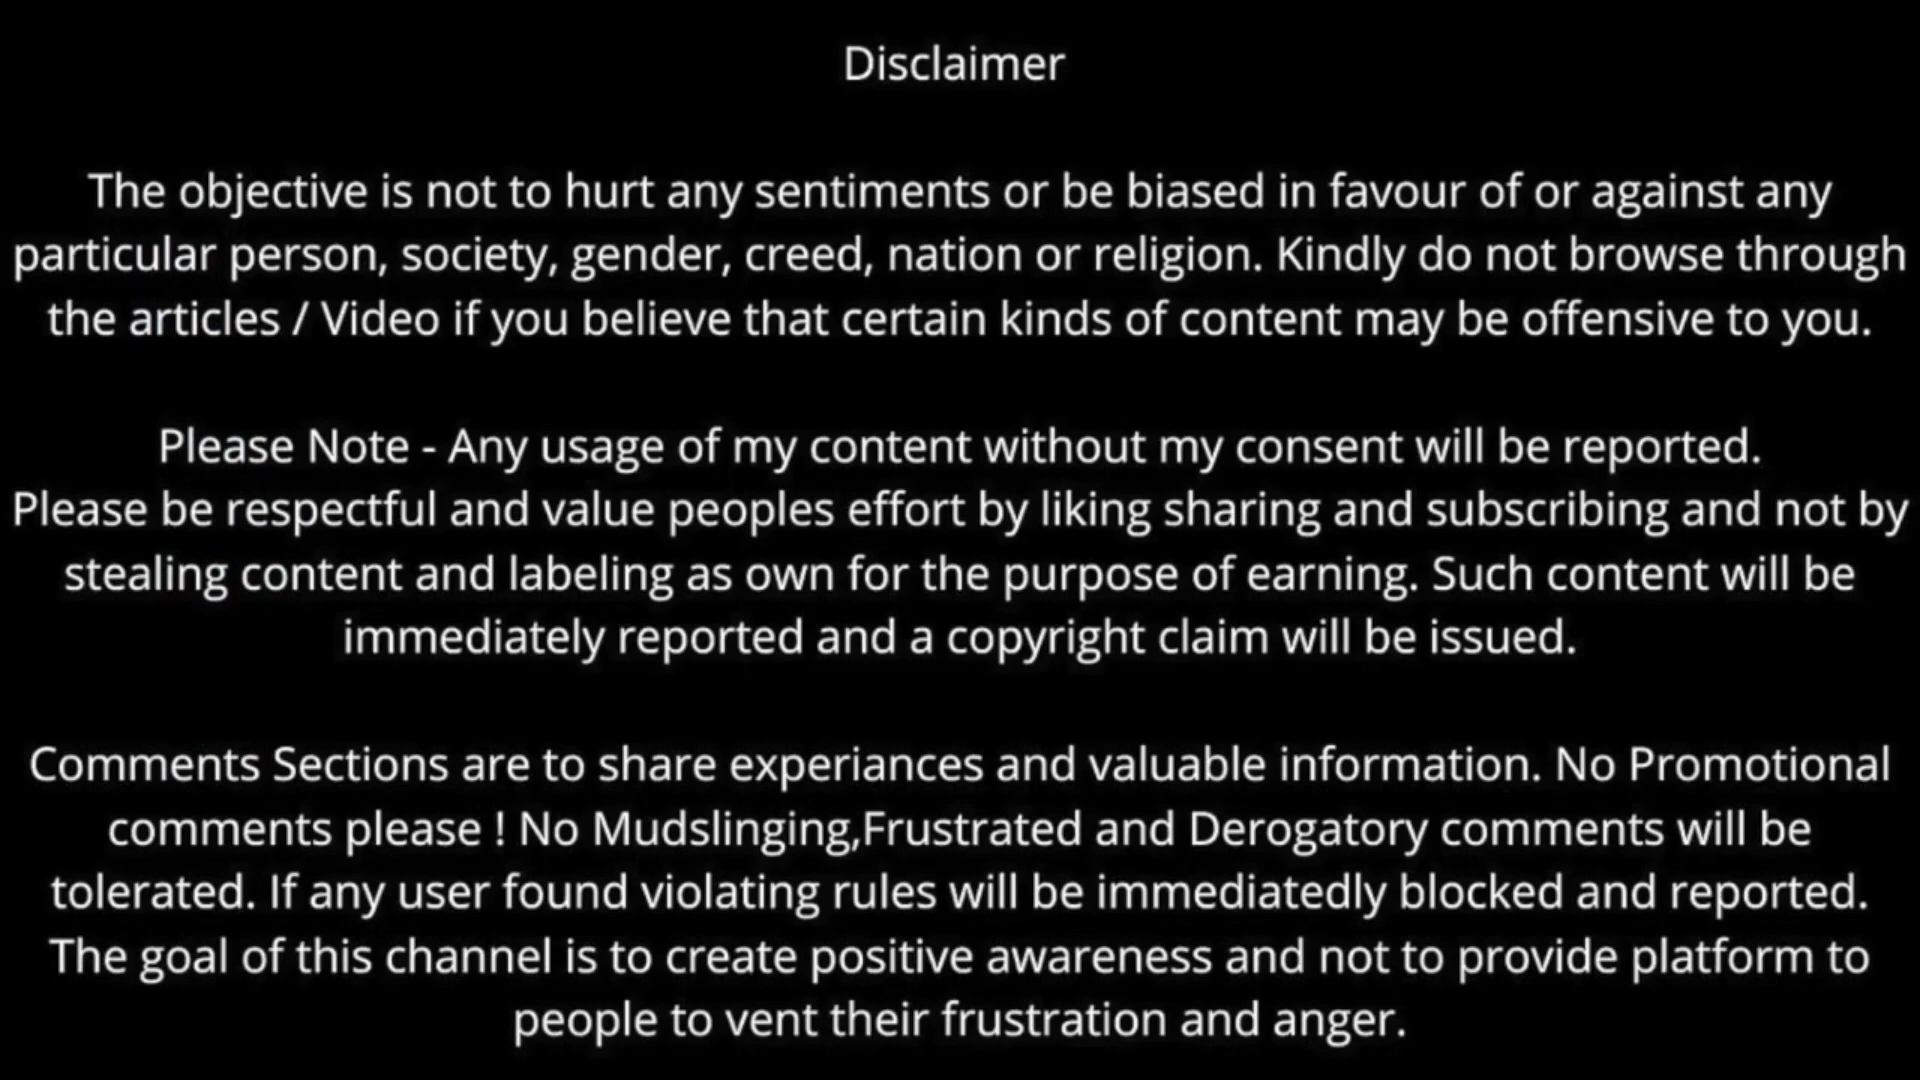 Disclaimer
The objective is not to hurt any sentiments or be biased in favour of or against any
particular person, society, gender, creed, nation or religion. Kindly do not browse through
the articles / Video if you believe that certain kinds of content may be offensive to you.
Please Note - Any usage of my content without my consent will be reported.
Please be respectful and value peoples effort by liking sharing and subscribing and not by
stealing content and labeling as own for the purpose of earning. Such content will be
immediately reported and a copyright claim will be issued.
Comments Sections are to share experiances and valuable information. No Promotional
comments please ! No Mudslinging,Frustrated and Derogatory comments will be
tolerated. If any user found violating rules will be immediatedly blocked and reported.
The goal of this channel is to create positive awareness and not to provide platform to
people to vent their frustration and anger.